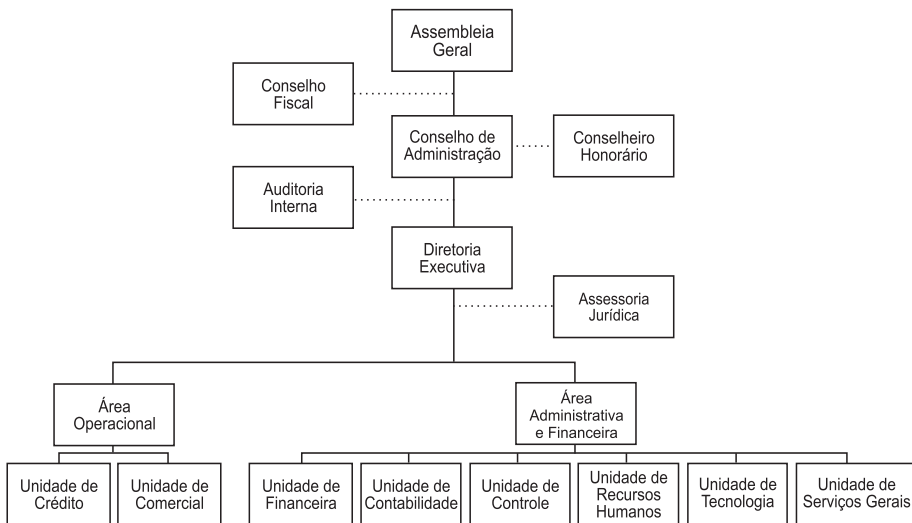 Assembleia
Geral
Conselho
Fiscal
Conselho de
Administração
Conselheiro
Honorário
Auditoria
Interna
Diretoria
Executiva
Assessoria
Jurídica
Área
Operacional
Área
Administrativa
e Financeira
Unidade de
Crédito
Unidade de
Comercial
Unidade de
Financeira
Unidade de
Contabilidade
Unidade de
Controle
Unidade de
Recursos
Humanos
Unidade de
Tecnologia
Unidade de
Serviços Gerais